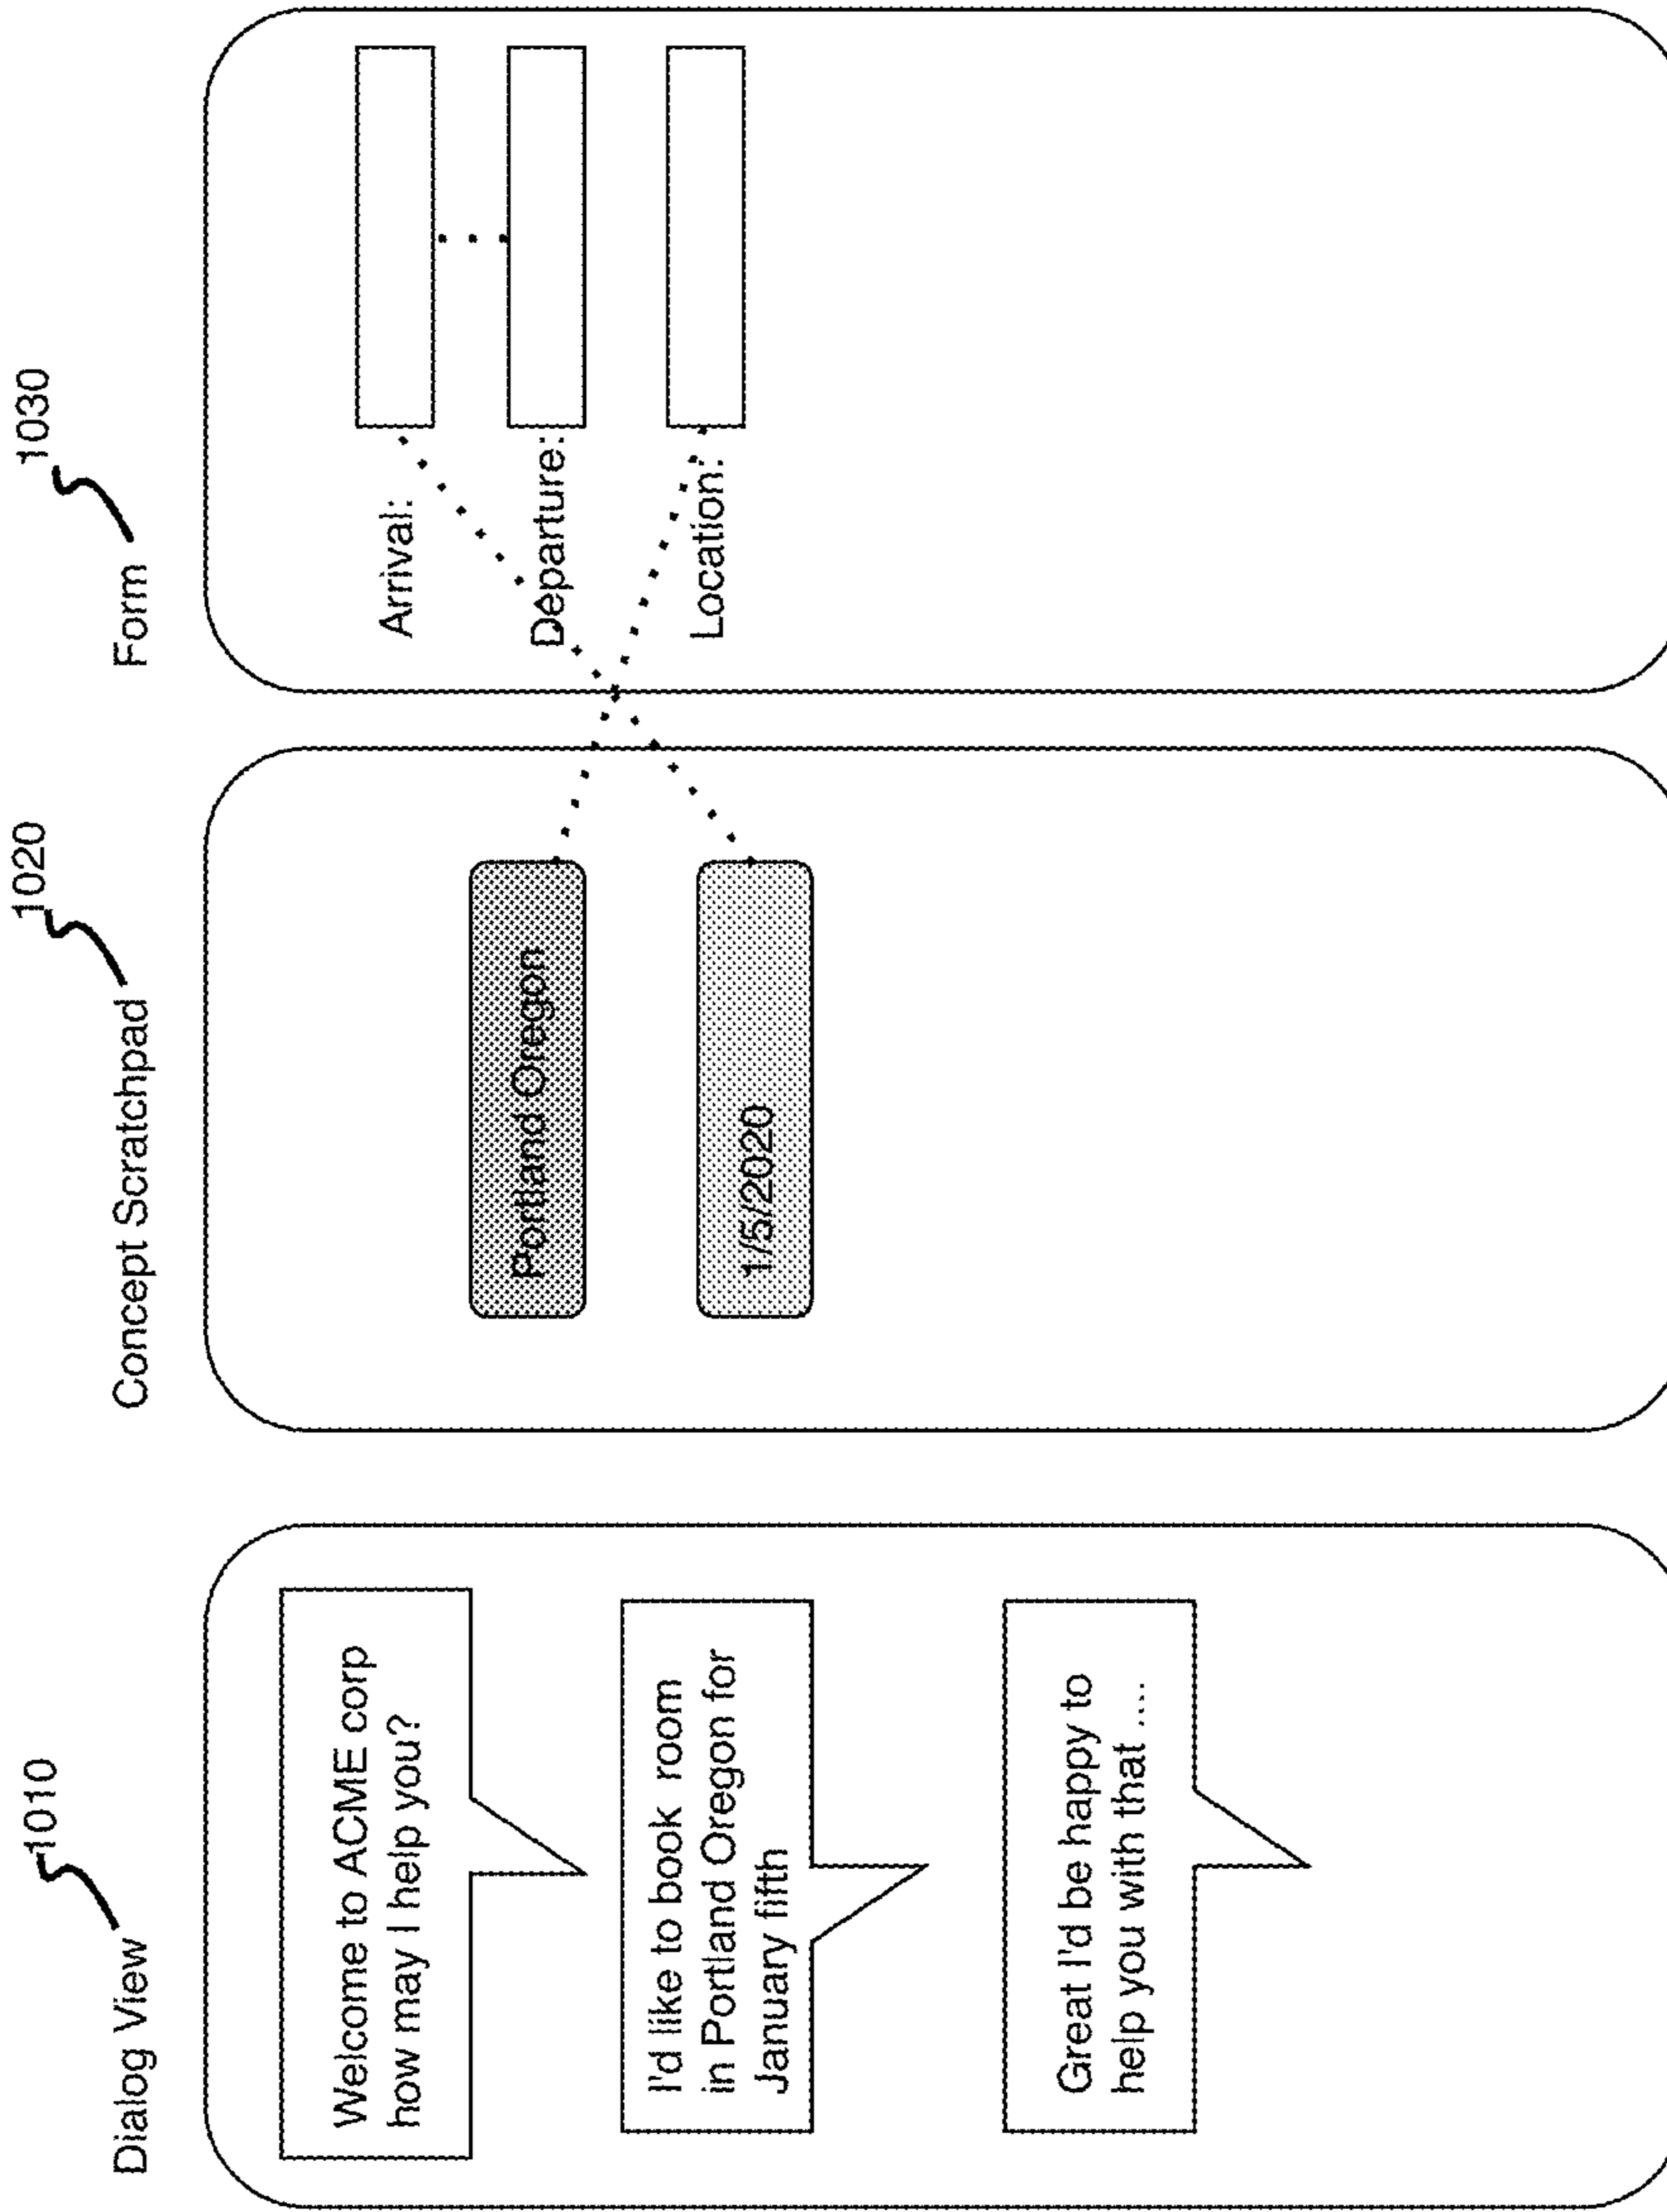 1010
Dialog View
Welcome to ACME corp
how may I help you?
I'd like to book room
in Portland Oregon for
January fifth
Great I'd be happy to
help you with that ....
1020
Concept Scratchpad
Portland Oregon
1/5/2020
1030
Form
Arrival:
Departure:
Location: